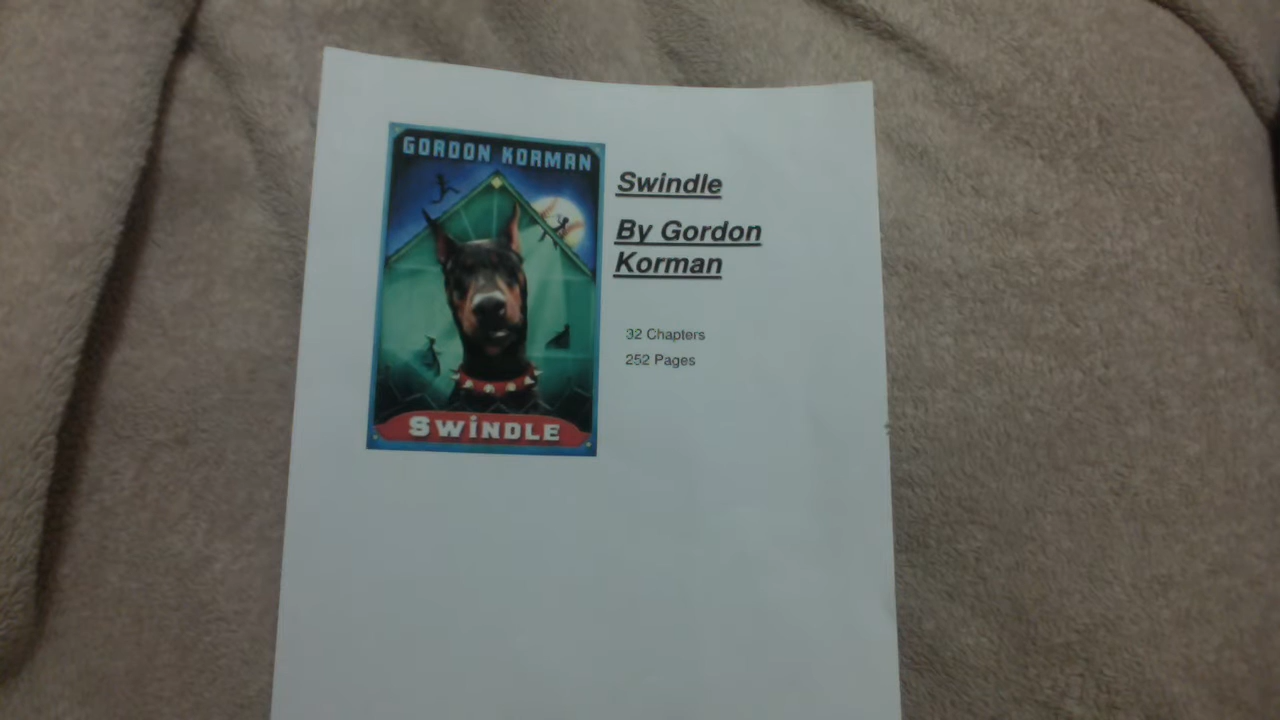 GORDON KORMAN
SWiNDLE
Swindle
By Gordon
Korman
32 Chapters
252 Pages